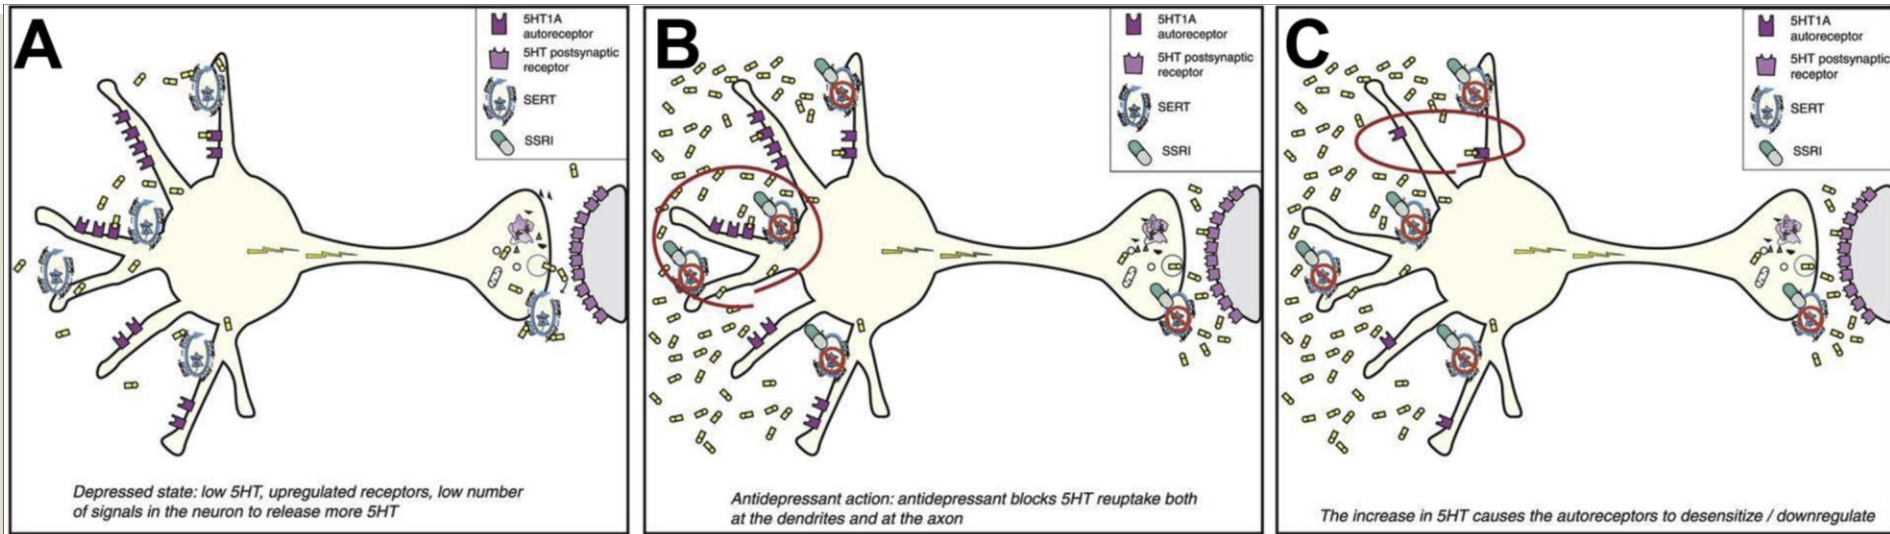 A
5HT1A
autoreceptor
5HT postsynaptic
receptor
SERT
SSRI
Depressed state: low 5HT, upregulated receptors, low number
of signals in the neuron to release more 5HT
B
5HT1A
autoreceptor
5HT postsynaptic
receptor
SERT
SSRI
Antidepressant action: antidepressant blocks 5HT reuptake both
at the dendrites and at the axon
C
5HT1A
autoreceptor
5HT postsynaptic
receptor
SERT
SSRI
The increase in 5HT causes the autoreceptors to desensitize / downregulate